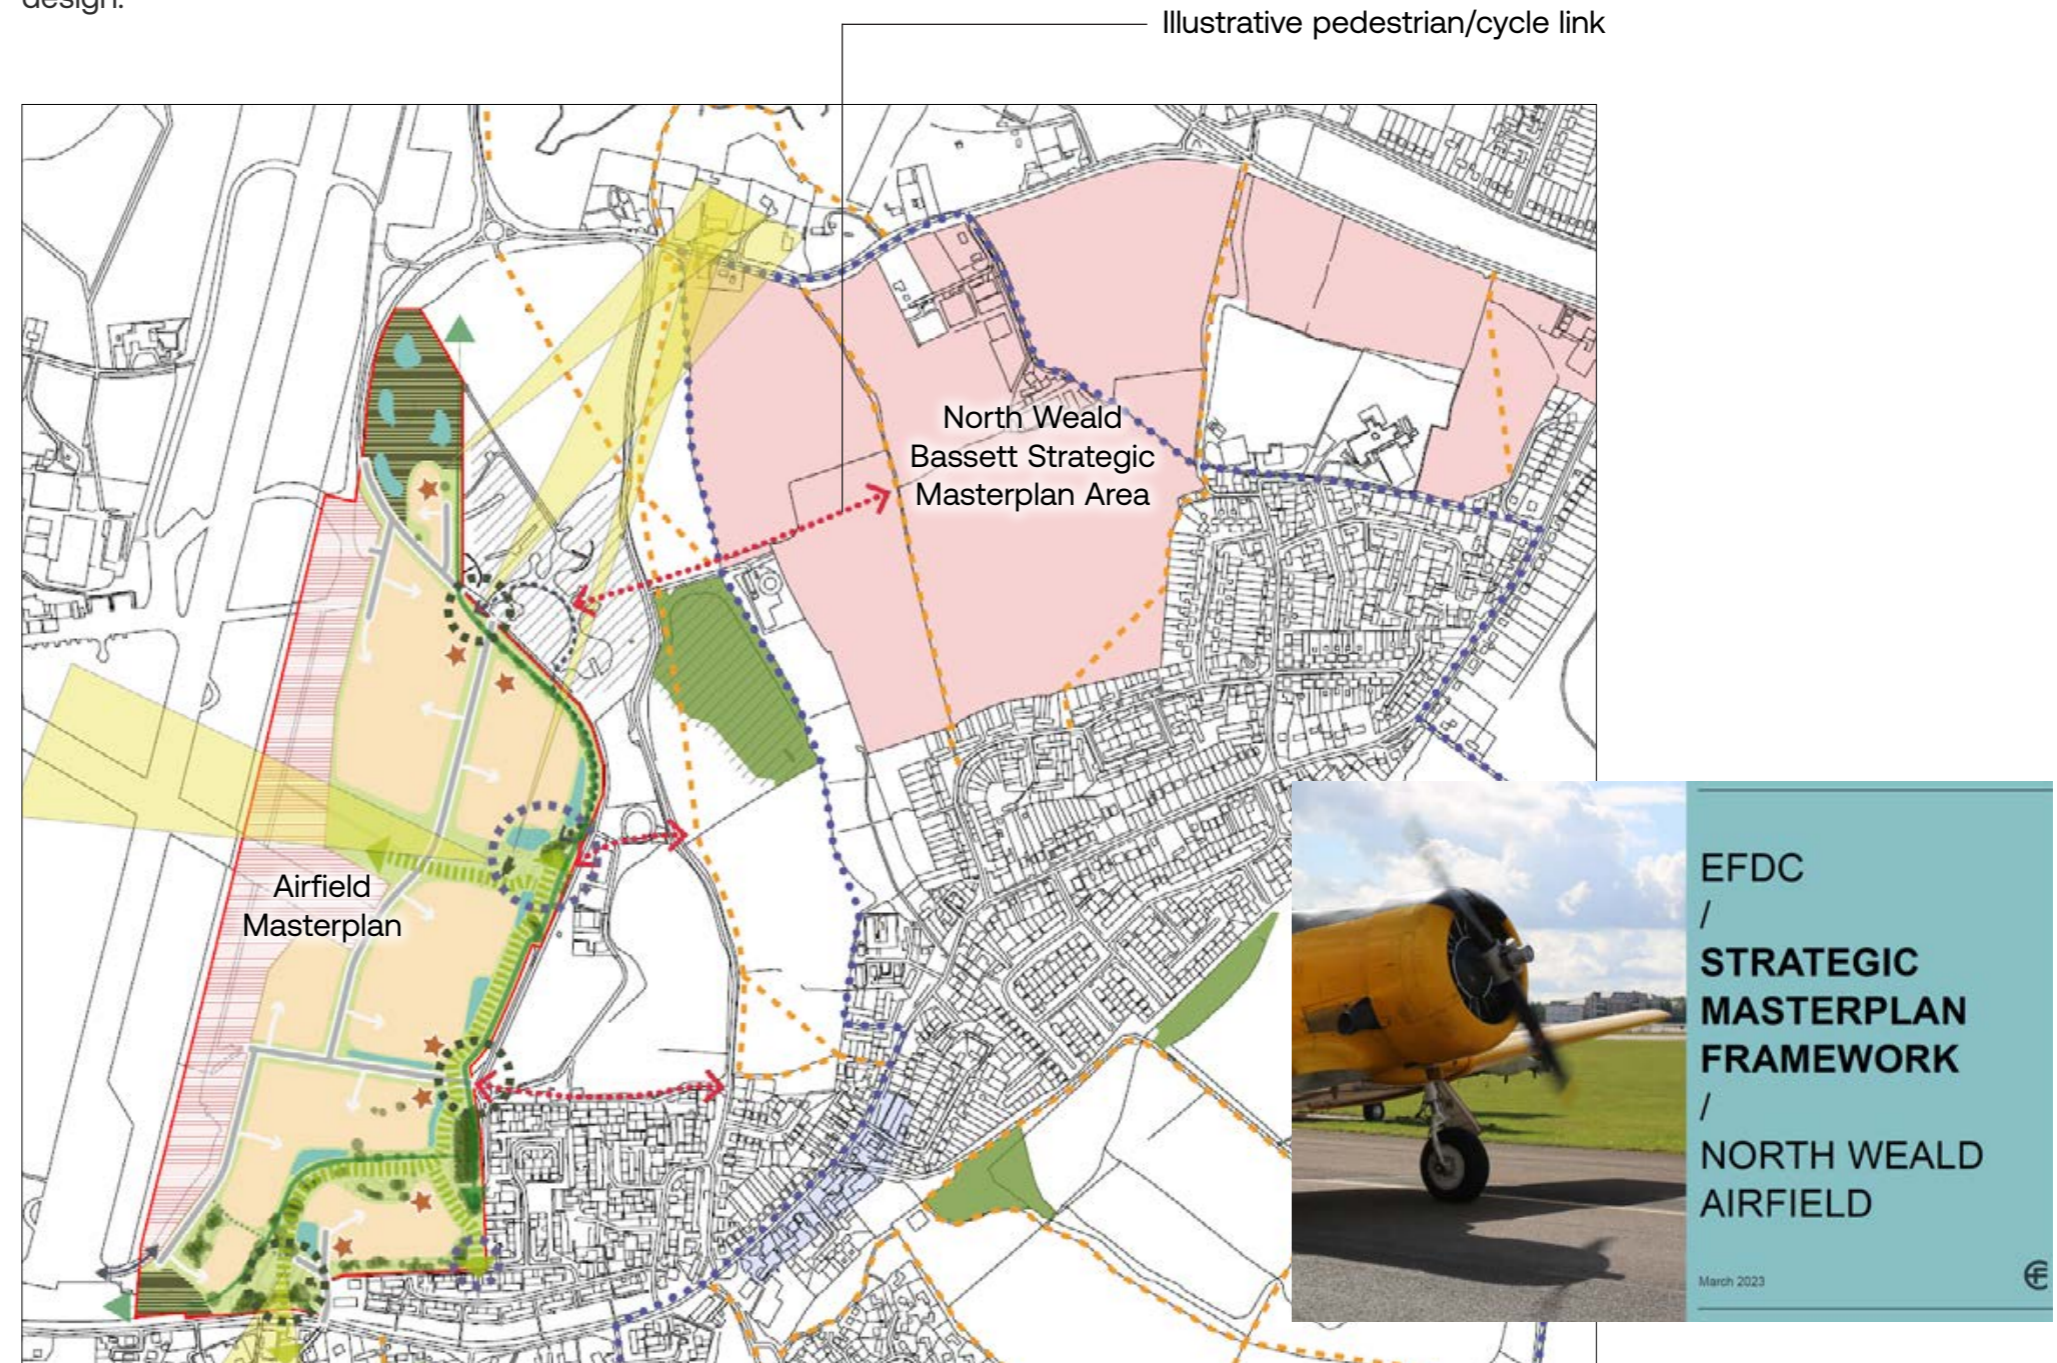 design.
Illustrative pedestrian/cycle link
North Weald
Bassett Strategic
Masterplan Area
Airfield
Masterplan
EFDC
/
STRATEGIC
MASTERPLAN
FRAMEWORK
/
NORTH WEALD
AIRFIELD
March 2023